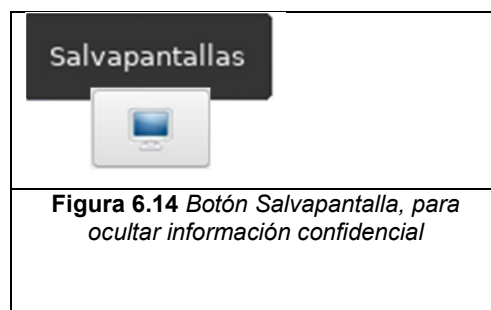 Salvapantallas
Figura 6.14 Botón Salvapantalla, para
ocultar información confidencial